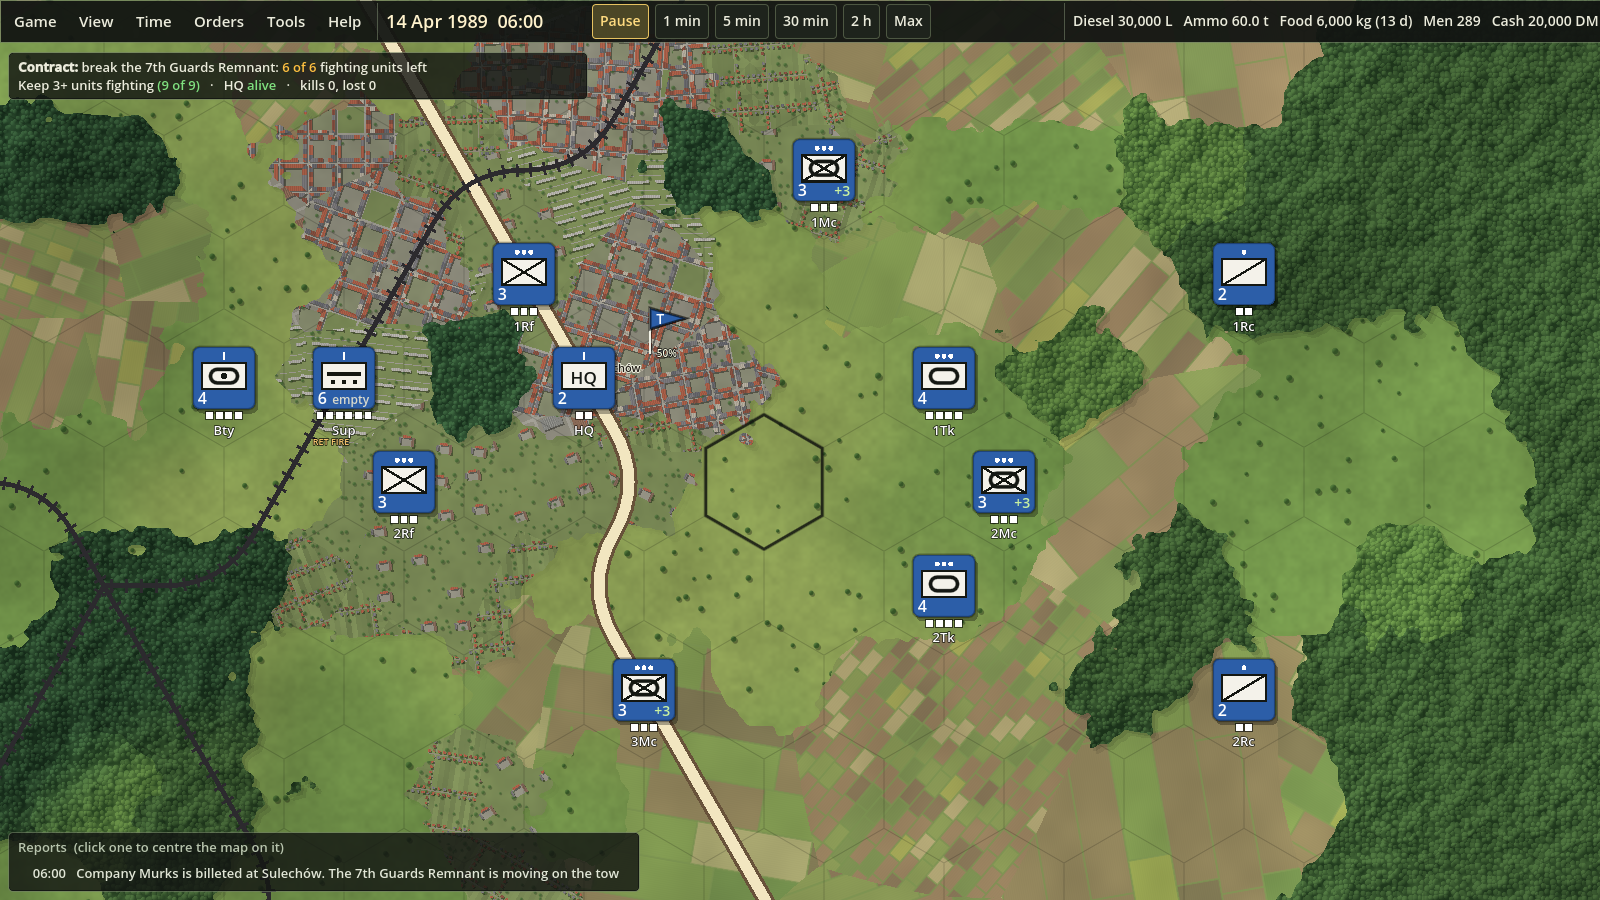 Game View Time Orders Tools Help 14 Apr 1989 06:00 Pause 1 min 5 min 30 min 2 h Max Diesel 30,000 L Ammo 60.0 t Food 6,000 kg (13 d) Men 289 Cash 20,000 DM
Contract: break the 7th Guards Remnant: 6 of 6 fighting units left
Keep 3+ units fighting (9 of 9) · HQ alive · kills 0, lost 0
3 +3
1Mc
3
1Rf
2
1Rc
T
50%
4
Bty
6 empty
Sup
RET FIRE
HQ
2
HQ
hów
4
1Tk
3
2Rf
3 +3
2Mc
4
2Tk
3 +3
3Mc
2
2Rc
Reports (click one to centre the map on it)
06:00 Company Murks is billeted at Sulechów. The 7th Guards Remnant is moving on the tow